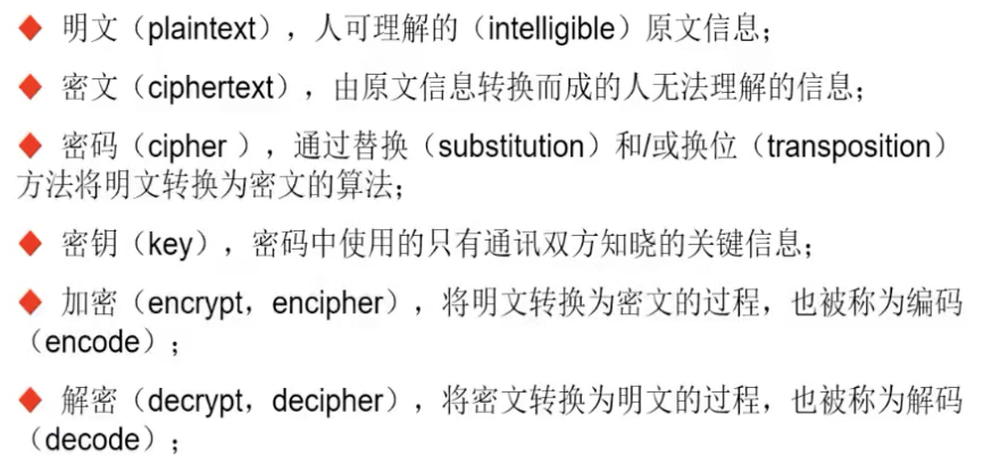 ◆ 明文（plaintext），人可理解的（intelligible）原文信息；
◆ 密文（ciphertext），由原文信息转换而成的人无法理解的信息；
◆ 密码（cipher ），通过替换（substitution）和/或换位（transposition）
方法将明文转换为密文的算法；
◆ 密钥（key），密码中使用的只有通讯双方知晓的关键信息；
◆ 加密（encrypt，encipher），将明文转换为密文的过程，也被称为编码
（encode）；
◆ 解密（decrypt，decipher），将密文转换为明文的过程，也被称为解码
（decode）；